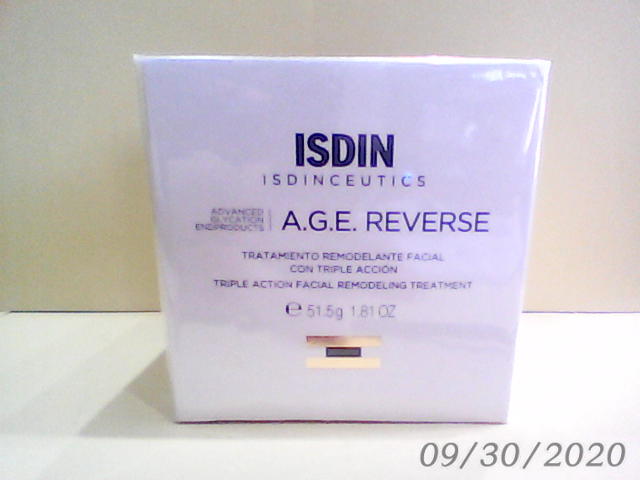 ISDIN
ISDINCEUTICS
ADVANCED
GLYCATION
ENDPRODUCTS
A.G.E. REVERSE
TRATAMIENTO REMODELANTE FACIAL
CON TRIPLE ACCIÓN
TRIPLE ACTION FACIAL REMODELING TREATMENT
℮ 51.5g 1.81 OZ
09/30/2020